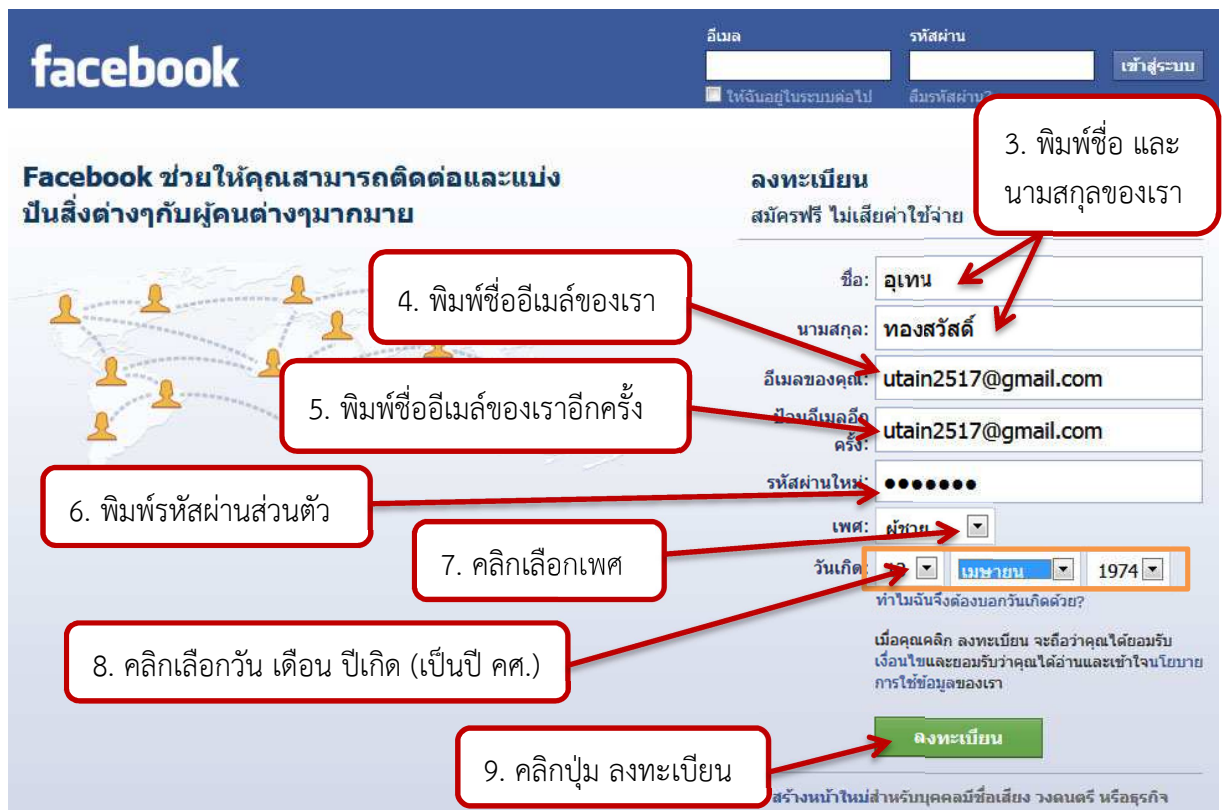 facebook
อีเมล
รหัสผ่าน
เข้าสู่ระบบ
ให้ฉันอยู่ในระบบต่อไป
ลืมรหัสผ่าน?
3. พิมพ์ชื่อ และ
นามสกุลของเรา
Facebook ช่วยให้คุณสามารถติดต่อและแบ่ง
ปันสิ่งต่างๆกับผู้คนต่างๆมากมาย
ลงทะเบียน
สมัครฟรี ไม่เสียค่าใช้จ่าย
ชื่อ: อุเทน
4. พิมพ์ชื่ออีเมล์ของเรา
นามสกุล: ทองสวัสดิ์
อีเมลของคุณ: utain2517@gmail.com
5. พิมพ์ชื่ออีเมล์ของเราอีกครั้ง
ป้อนอีเมลอีก
ครั้ง: utain2517@gmail.com
รหัสผ่านใหม่: ●●●●●●●
6. พิมพ์รหัสผ่านส่วนตัว
เพศ: ผู้ชาย
7. คลิกเลือกเพศ
วันเกิด: เมษายน 1974
ทำไมฉันจึงต้องบอกวันเกิดด้วย?
8. คลิกเลือกวัน เดือน ปีเกิด (เป็นปี คศ.)
เมื่อคุณคลิก ลงทะเบียน จะถือว่าคุณได้ยอมรับ
เงื่อนไขและยอมรับว่าคุณได้อ่านและเข้าใจนโยบาย
การใช้ข้อมูลของเรา
ลงทะเบียน
9. คลิกปุ่ม ลงทะเบียน
สร้างหน้าใหม่สำหรับบุคคลมีชื่อเสียง วงดนตรี หรือธุรกิจ